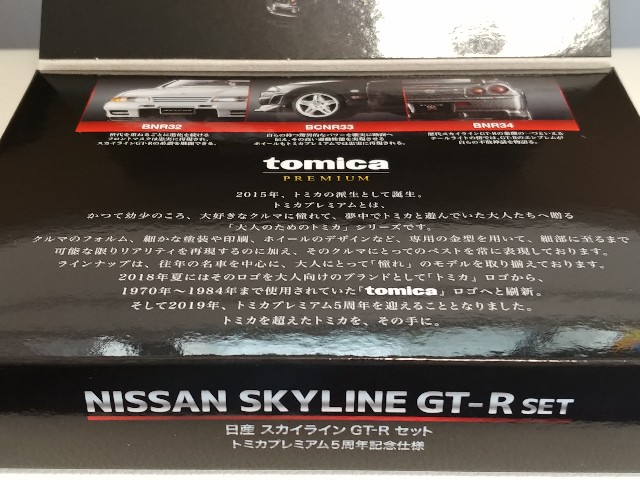 BNR32
BCNR33
BNR34
tomica
PREMIUM
2015年、トミカの派生として誕生。
トミカプレミアムとは、
かつて幼少のころ、大好きなクルマに憧れて、夢中でトミカと遊んでいた大人たちへ贈る
「大人のためのトミカ」シリーズです。
クルマのフォルム、細かな塗装や印刷、ホイールのデザインなど、専用の金型を用いて、細部に至るまで
可能な限りリアリティを再現するのに加え、そのクルマにとってのベストを常に表現しております。
ラインナップは、往年の名車を中心に、大人にとって「憧れ」のモデルを取り揃えております。
2018年夏にはそのロゴを大人向けのブランドとして「トミカ」ロゴから、
1970年〜1984年まで使用されていた「tomica」ロゴへと刷新。
そして2019年、トミカプレミアム5周年を迎えることとなりました。
トミカを超えたトミカを、その手に。
NISSAN SKYLINE GT-R SET
日産 スカイライン GT-R セット
トミカプレミアム5周年記念仕様